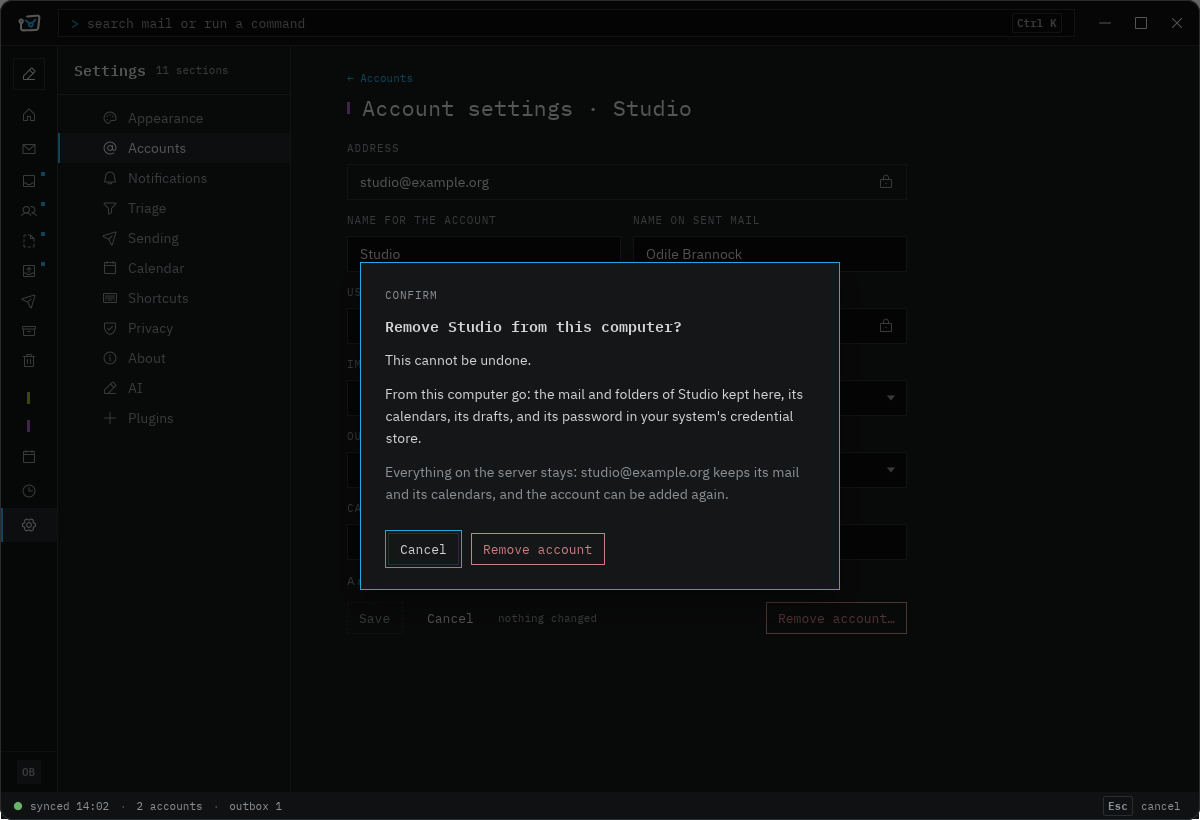 > search mail or run a command
Ctrl K
Settings 11 sections
Appearance
Accounts
Notifications
Triage
Sending
Calendar
Shortcuts
Privacy
About
AI
Plugins
← Accounts
Account settings · Studio
ADDRESS
studio@example.org
NAME FOR THE ACCOUNT
NAME ON SENT MAIL
Studio
Odile Brannock
CONFIRM
Remove Studio from this computer?
This cannot be undone.
From this computer go: the mail and folders of Studio kept here, its
calendars, its drafts, and its password in your system's credential
store.
Everything on the server stays: studio@example.org keeps its mail
and its calendars, and the account can be added again.
Cancel
Remove account
Save
Cancel
nothing changed
Remove account…
OB
synced 14:02 · 2 accounts · outbox 1
Esc cancel